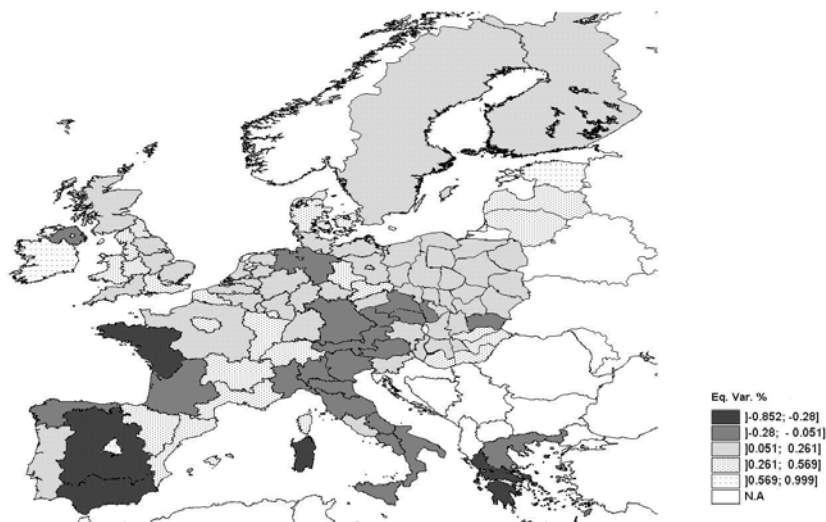 Eq. Var. %
]-0.852; -0.28]
]-0.28; - 0.051]
]0.051; 0.261]
]0.261; 0.569]
]0.569; 0.999]
N.A